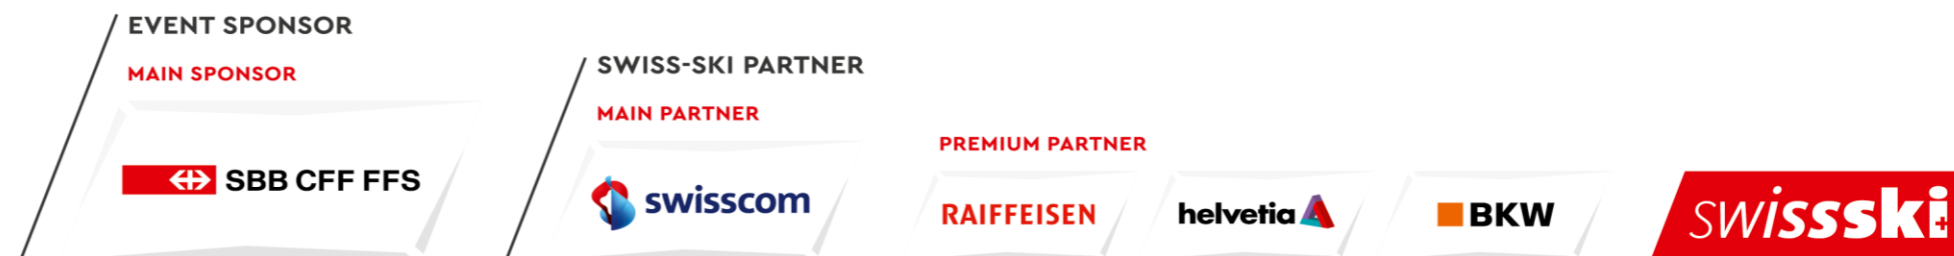 EVENT SPONSOR
MAIN SPONSOR
SBB CFF FFS
SWISS-SKI PARTNER
MAIN PARTNER
swisscom
PREMIUM PARTNER
RAIFFEISEN
helvetia
BKW
swissski